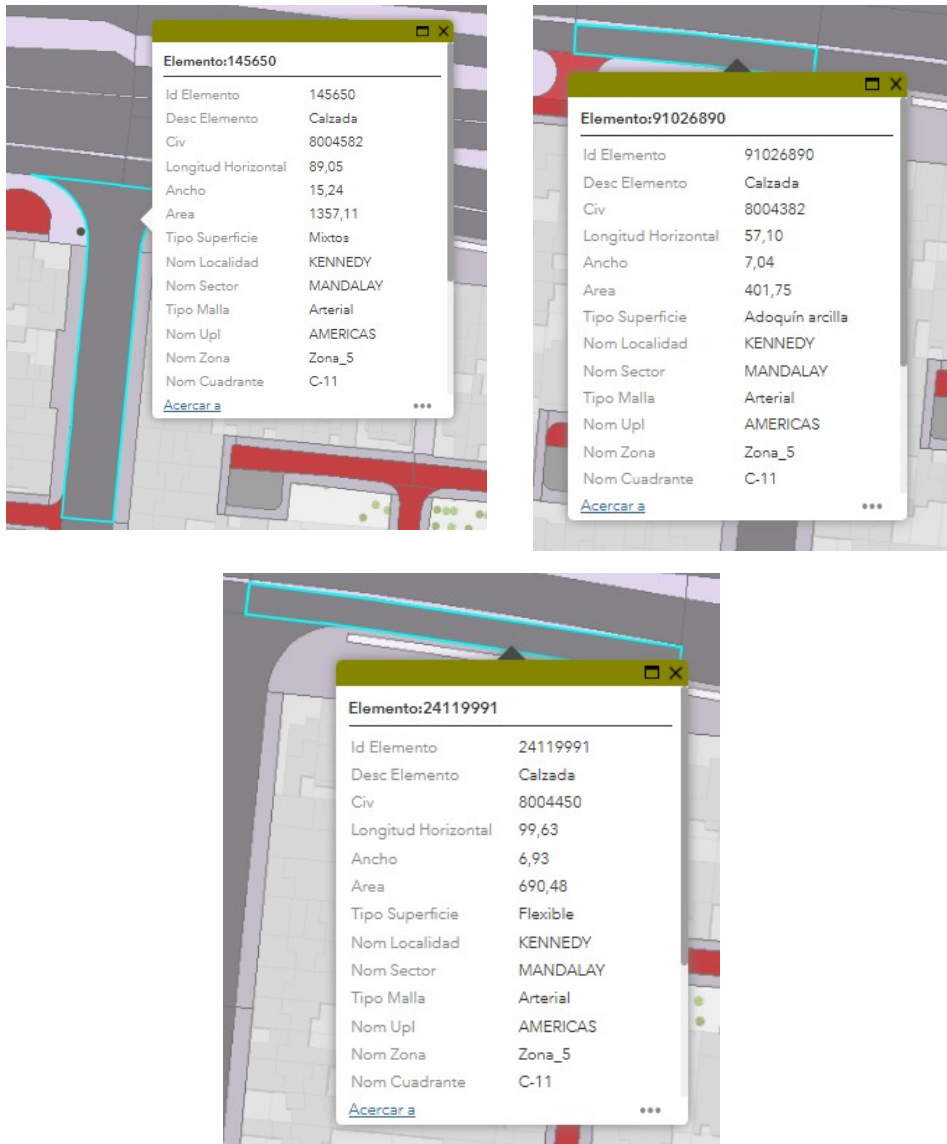 Elemento:145650
Id Elemento 145650
Desc Elemento Calzada
Civ 8004582
Longitud Horizontal 89,05
Ancho 15,24
Area 1357,11
Tipo Superficie Mixtos
Nom Localidad KENNEDY
Nom Sector MANDALAY
Tipo Malla Arterial
Nom Upl AMERICAS
Nom Zona Zona_5
Nom Cuadrante C-11
Acercar a
Elemento:91026890
Id Elemento 91026890
Desc Elemento Calzada
Civ 8004382
Longitud Horizontal 57,10
Ancho 7,04
Area 401,75
Tipo Superficie Adoquín arcilla
Nom Localidad KENNEDY
Nom Sector MANDALAY
Tipo Malla Arterial
Nom Upl AMERICAS
Nom Zona Zona_5
Nom Cuadrante C-11
Acercar a
Elemento:24119991
Id Elemento 24119991
Desc Elemento Calzada
Civ 8004450
Longitud Horizontal 99,63
Ancho 6,93
Area 690,48
Tipo Superficie Flexible
Nom Localidad KENNEDY
Nom Sector MANDALAY
Tipo Malla Arterial
Nom Upl AMERICAS
Nom Zona Zona_5
Nom Cuadrante C-11
Acercar a